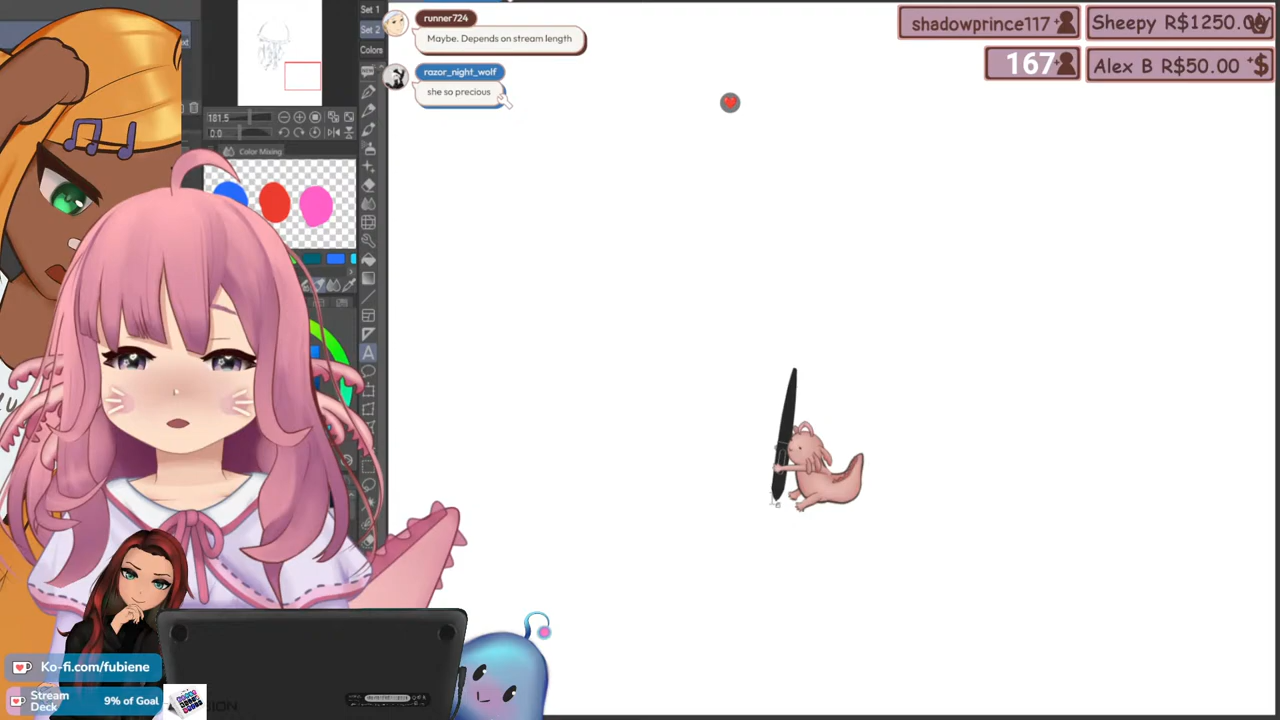 Set 1
Set 2
Colors
181.5
0.0
Color Mixing
runner724
Maybe. Depends on stream length
razor_night_wolf
she so precious
shadowprince117
Sheepy R$1250.00
167
Alex B R$50.00
Ko-fi.com/fubiene
Stream Deck
9% of Goal